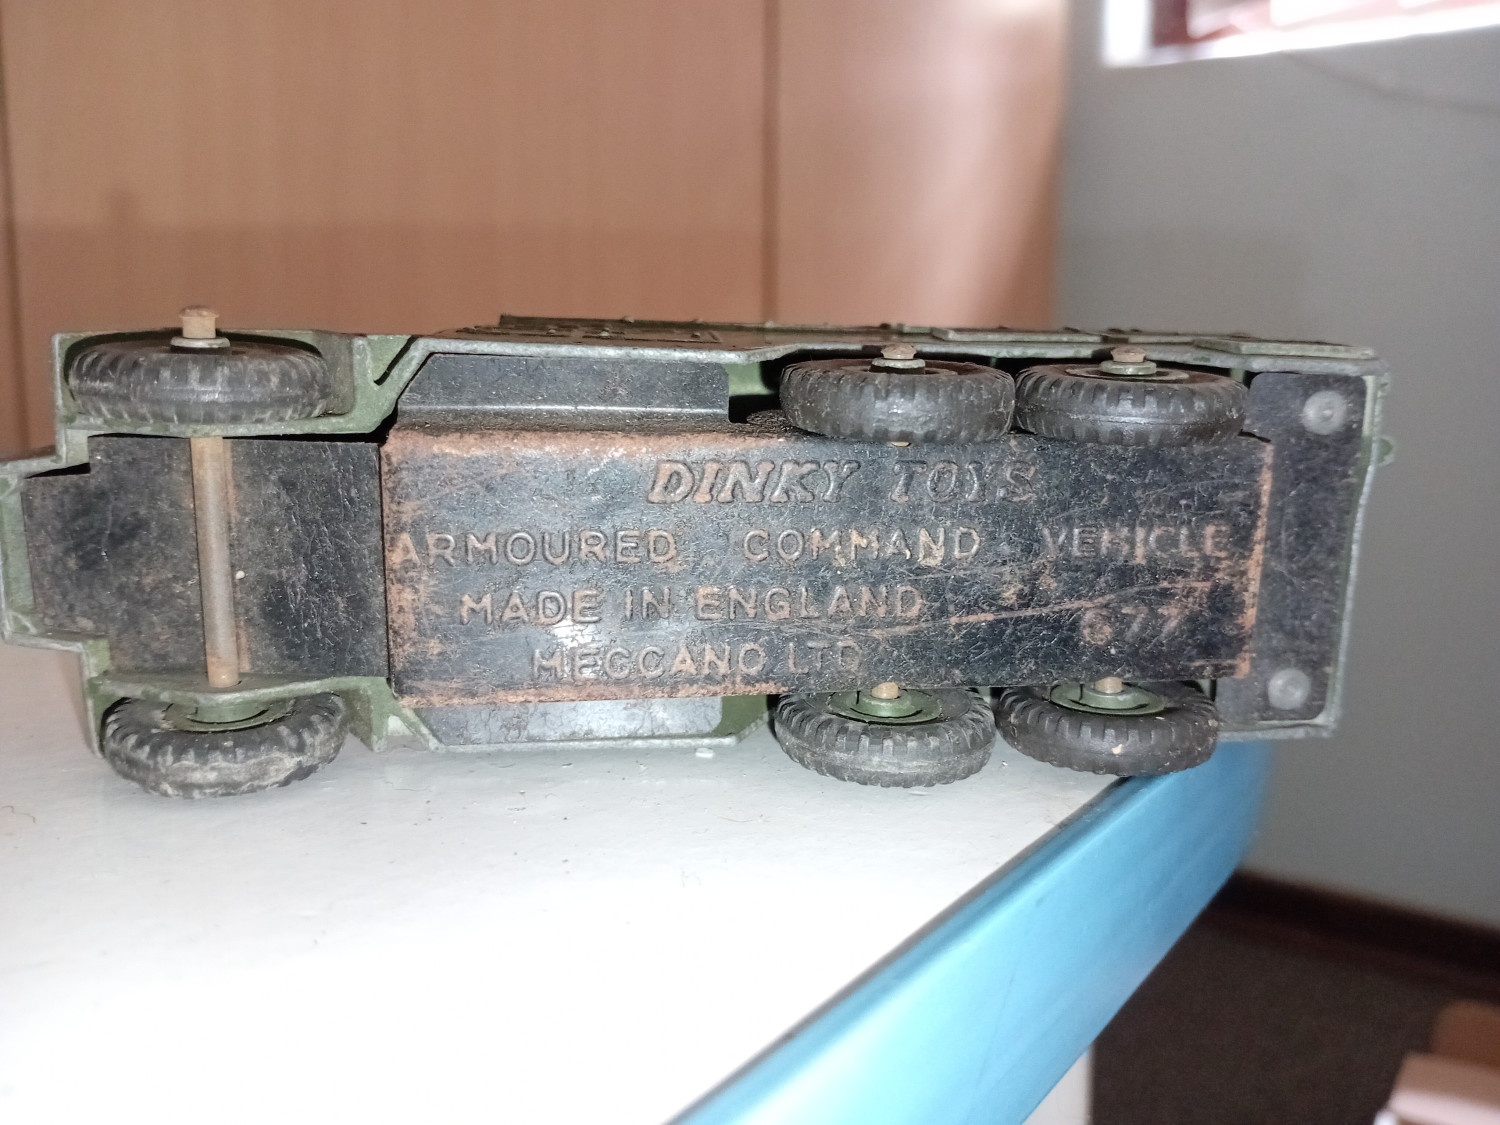 DINKY TOYS
ARMOURED COMMAND VEHICLE
MADE IN ENGLAND 677
MECCANO LTD